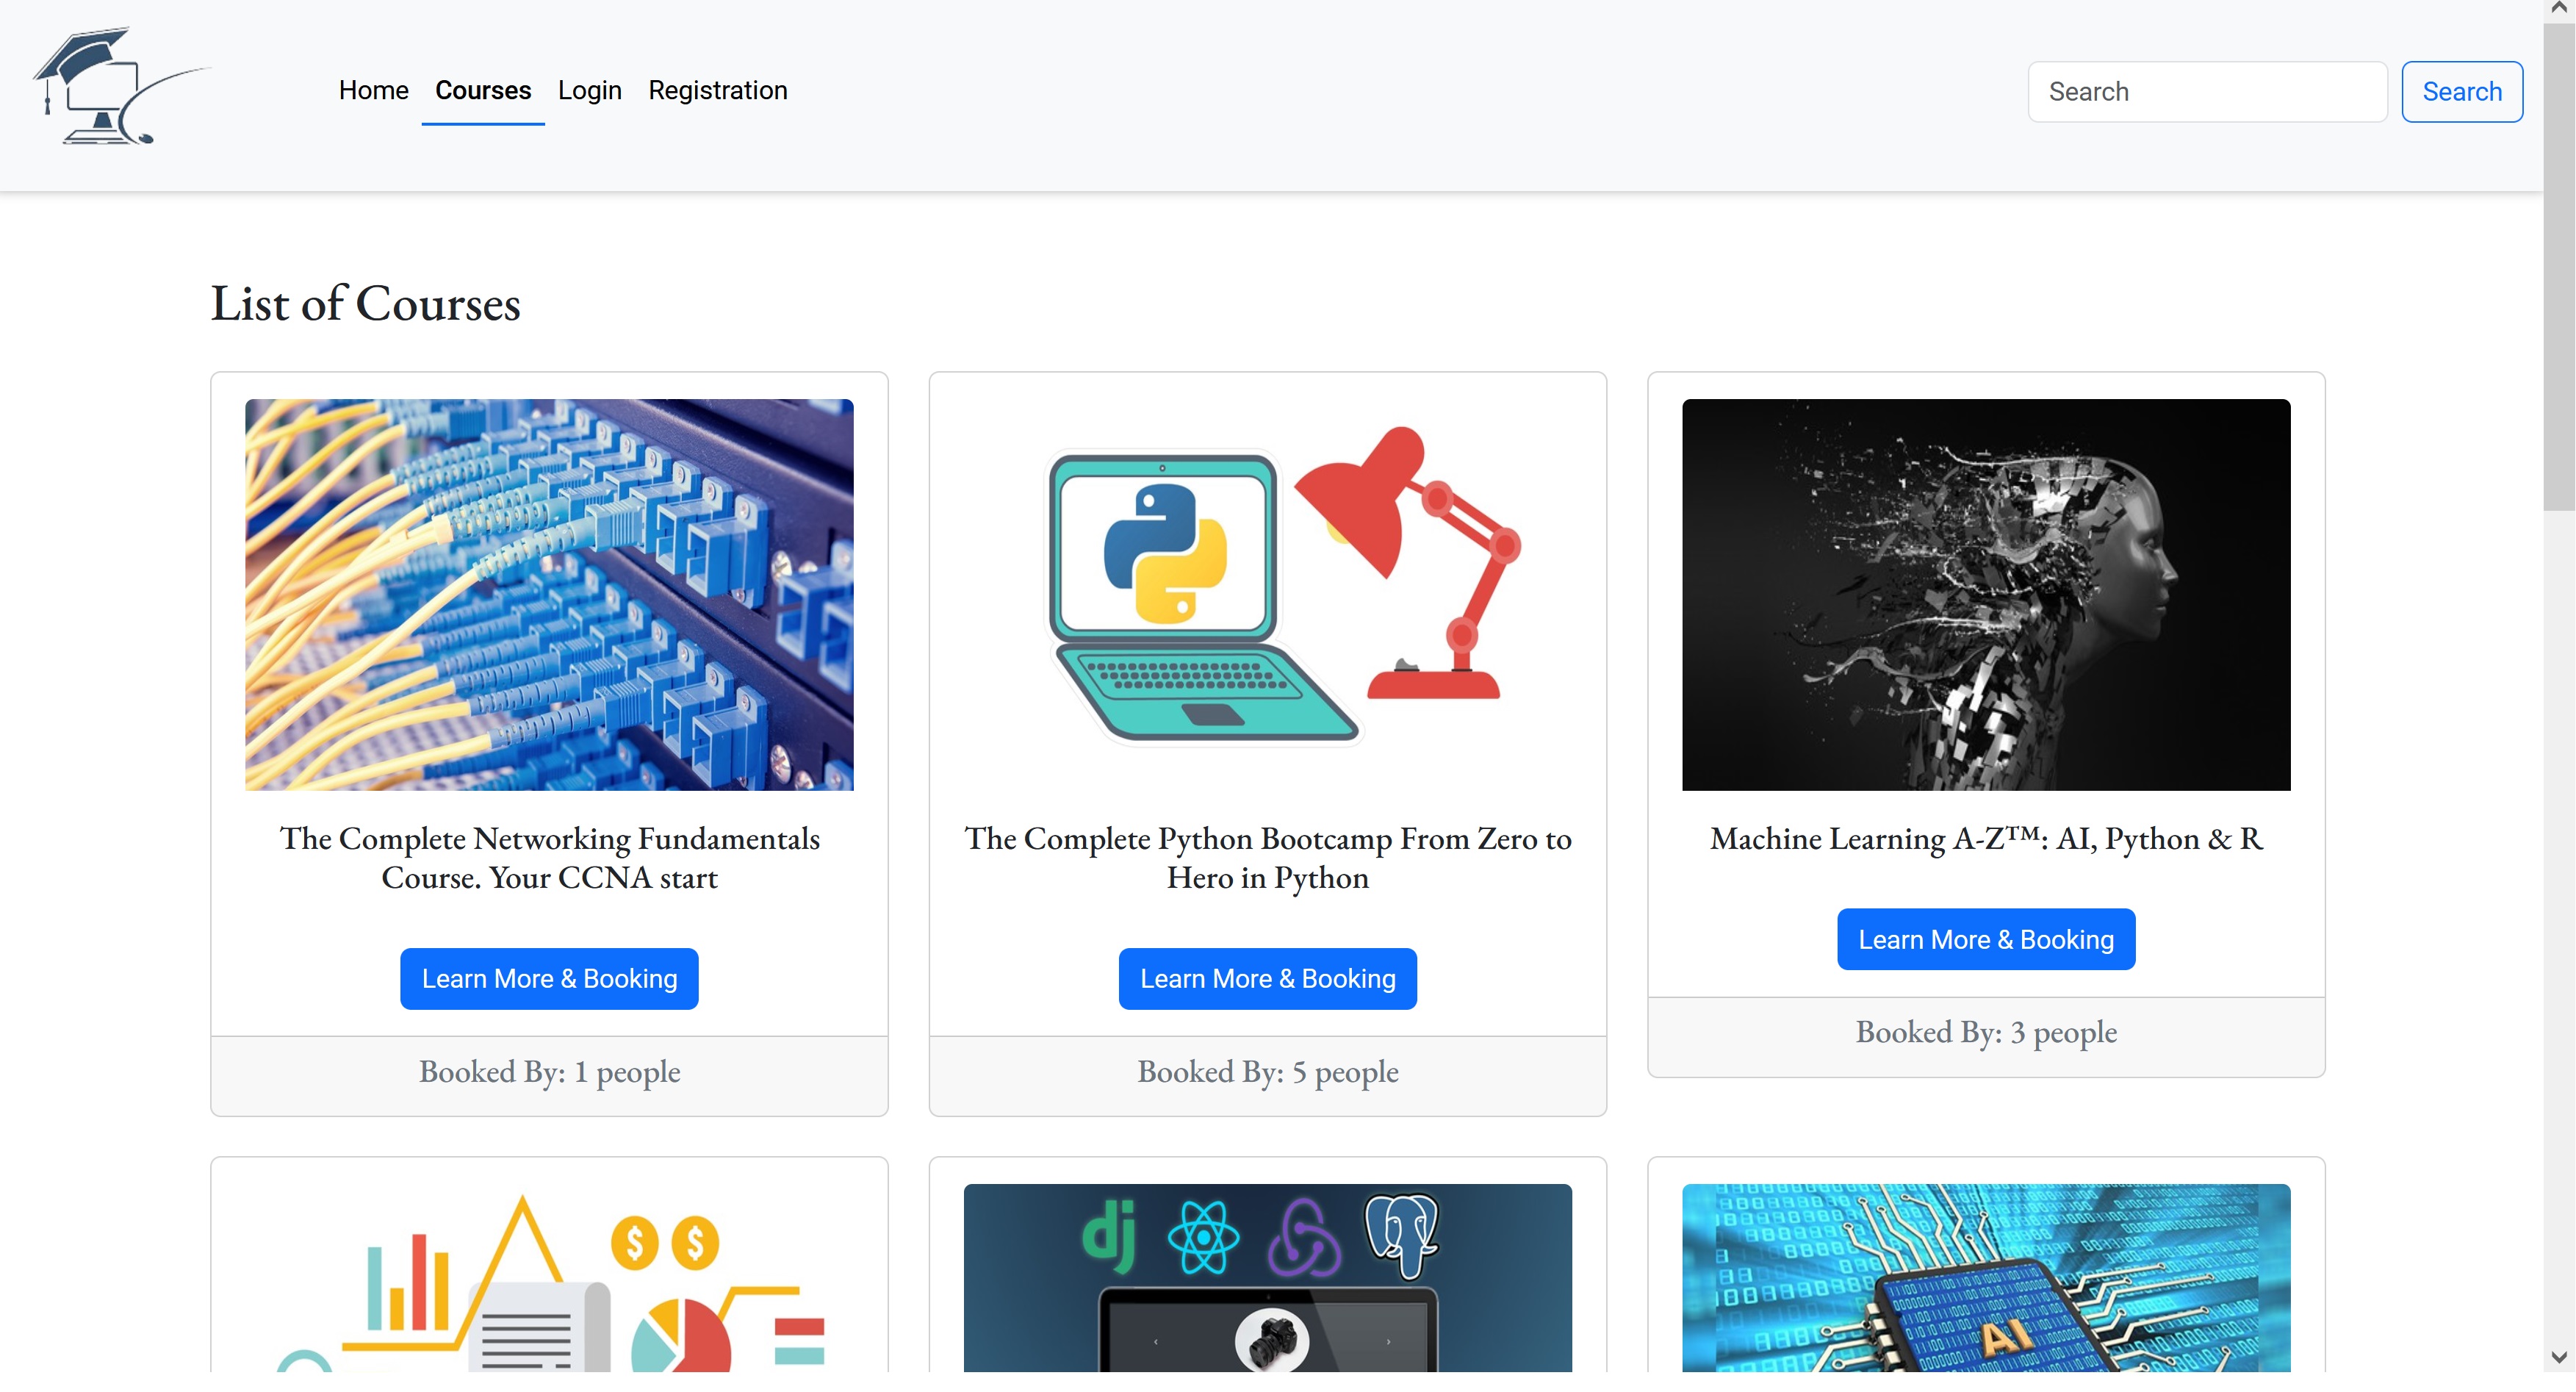 Home Courses Login Registration
Search
Search
List of Courses
The Complete Networking Fundamentals
Course. Your CCNA start
Learn More & Booking
Booked By: 1 people
The Complete Python Bootcamp From Zero to
Hero in Python
Learn More & Booking
Booked By: 5 people
Machine Learning A-Z™: AI, Python & R
Learn More & Booking
Booked By: 3 people
$ $
dj
AI